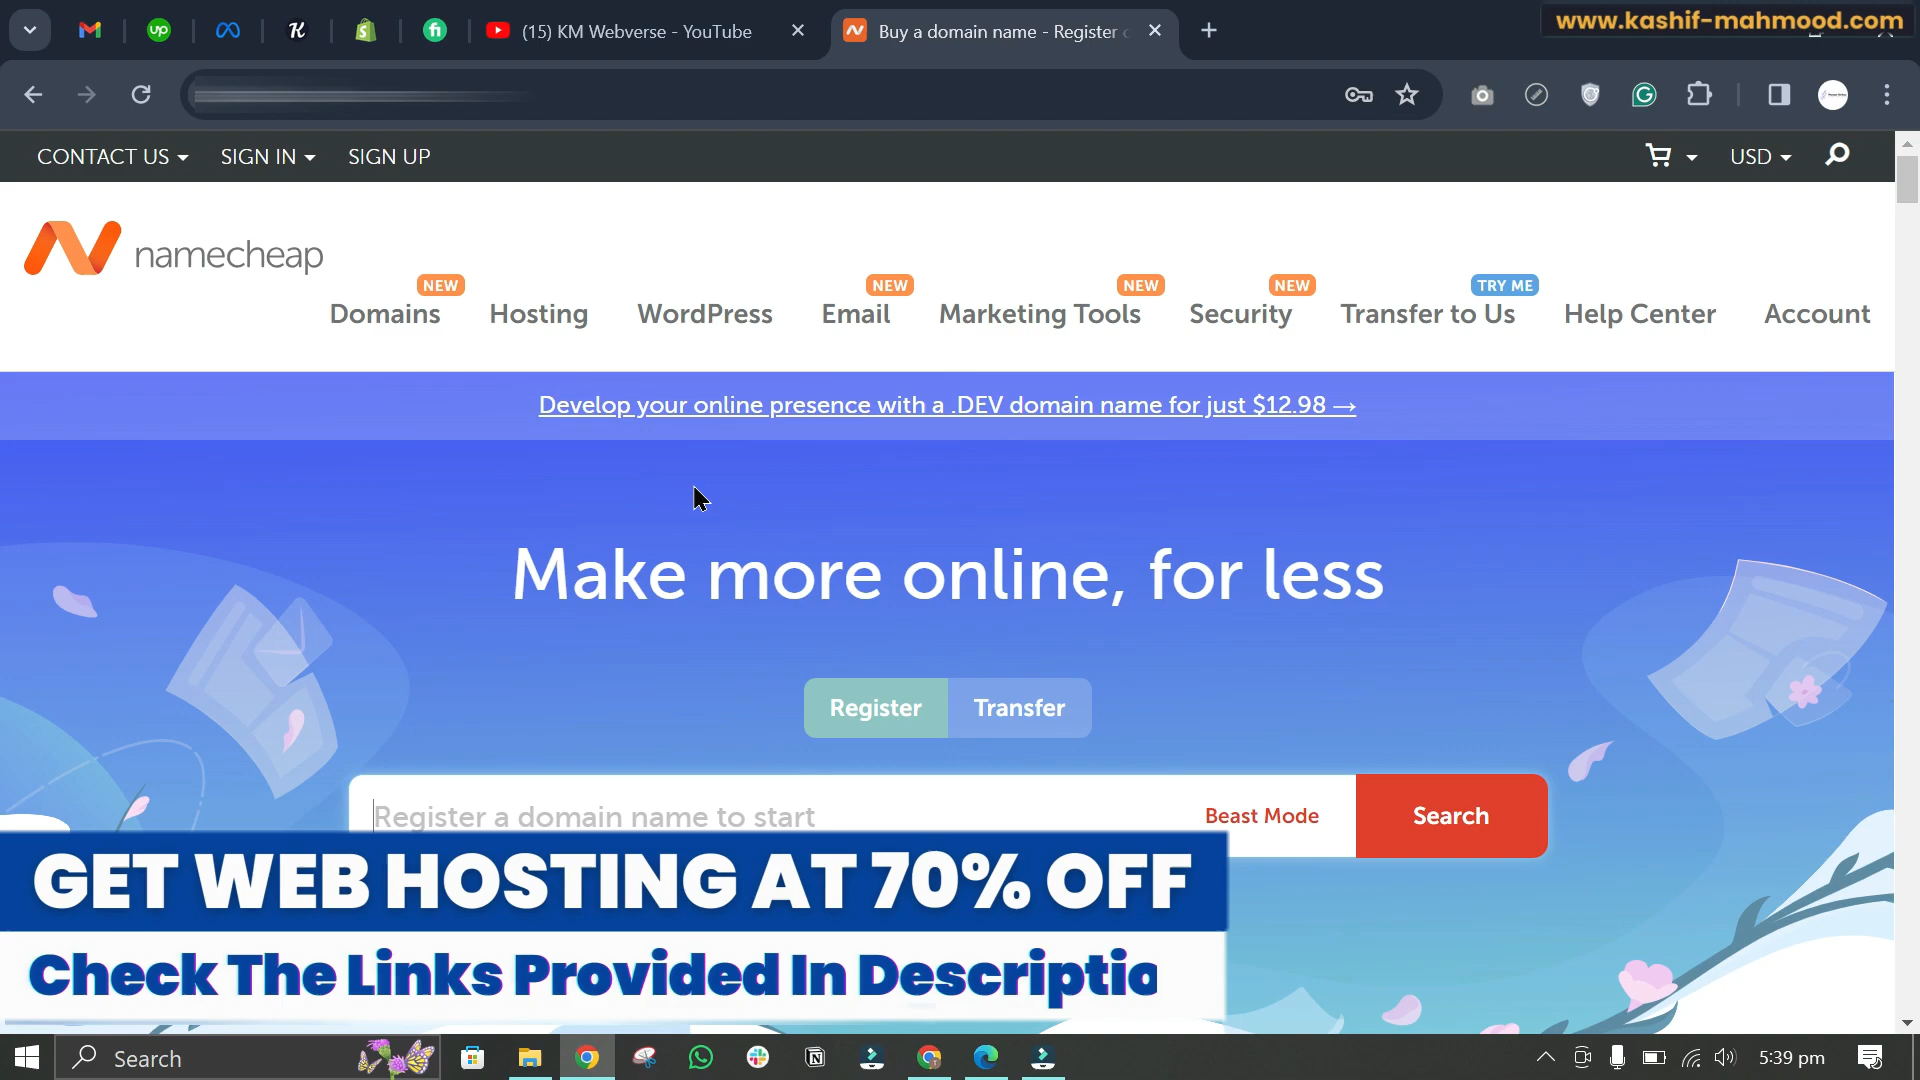 (15) KM Webverse - YouTube
Buy a domain name - Register
www.kashif-mahmood.com
CONTACT US
SIGN IN
SIGN UP
USD
namecheap
NEW
NEW
NEW
NEW
TRY ME
Domains
Hosting
WordPress
Email
Marketing Tools
Security
Transfer to Us
Help Center
Account
Develop your online presence with a .DEV domain name for just $12.98 →
Make more online, for less
Register
Transfer
Register a domain name to start
Beast Mode
Search
GET WEB HOSTING AT 70% OFF
Check The Links Provided In Descriptio
Search
5:39 pm